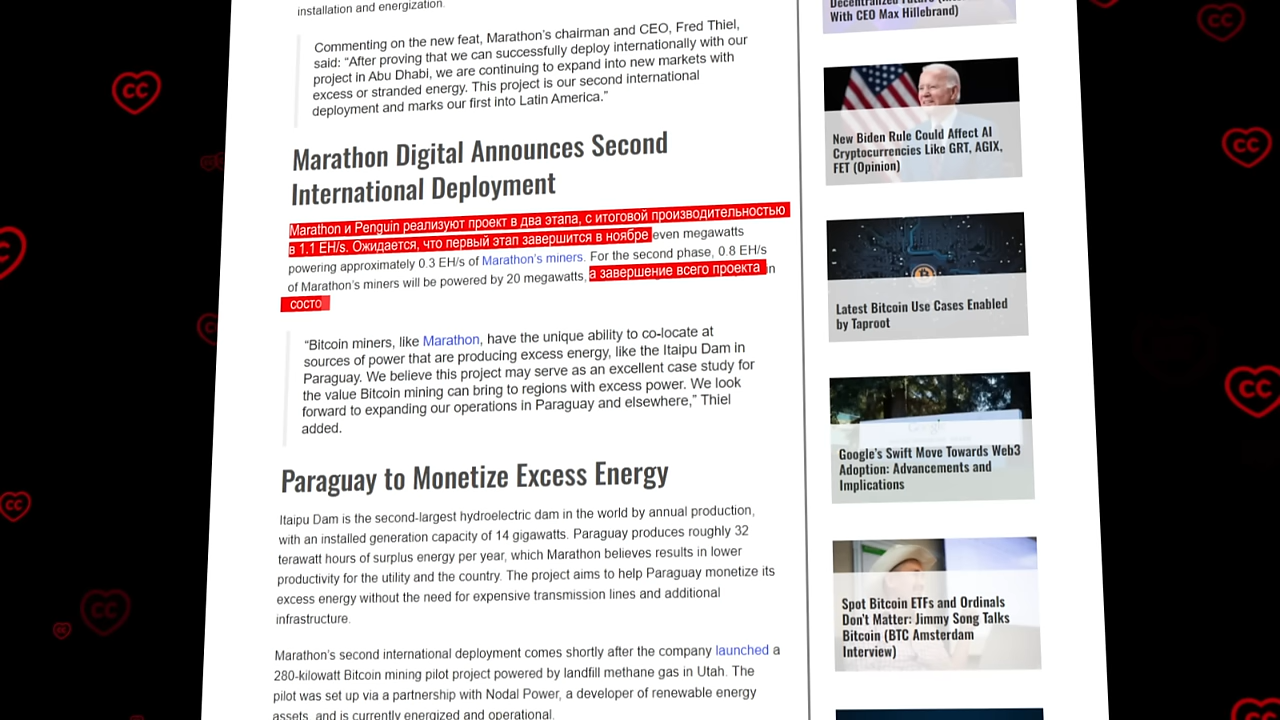 installation and energization.
Commenting on the new feat, Marathon's chairman and CEO, Fred Thiel,
said: “After proving that we can successfully deploy internationally with our
project in Abu Dhabi, we are continuing to expand into new markets with
excess or stranded energy. This project is our second international
deployment and marks our first into Latin America.”
Marathon Digital Announces Second
International Deployment
Marathon и Penguin реализуют проект в два этапа, с итоговой производительностью
в 1.1 EH/s. Ожидается, что первый этап завершится в ноябре even megawatts
powering approximately 0.3 EH/s of Marathon's miners. For the second phase, 0.8 EH/s
of Marathon's miners will be powered by 20 megawatts, а завершение всего проекта in
состо
“Bitcoin miners, like Marathon, have the unique ability to co-locate at
sources of power that are producing excess energy, like the Itaipu Dam in
Paraguay. We believe this project may serve as an excellent case study for
the value Bitcoin mining can bring to regions with excess power. We look
forward to expanding our operations in Paraguay and elsewhere,” Thiel
added.
Paraguay to Monetize Excess Energy
Itaipu Dam is the second-largest hydroelectric dam in the world by annual production,
with an installed generation capacity of 14 gigawatts. Paraguay produces roughly 32
terawatt hours of surplus energy per year, which Marathon believes results in lower
productivity for the utility and the country. The project aims to help Paraguay monetize its
excess energy without the need for expensive transmission lines and additional
infrastructure.
Marathon's second international deployment comes shortly after the company launched a
280-kilowatt Bitcoin mining pilot project powered by landfill methane gas in Utah. The
pilot was set up via a partnership with Nodal Power, a developer of renewable energy
assets, and is currently energized and operational.
With CEO Max Hillebrand)
New Biden Rule Could Affect AI
Cryptocurrencies Like GRT, AGIX,
FET (Opinion)
Latest Bitcoin Use Cases Enabled
by Taproot
Google's Swift Move Towards Web3
Adoption: Advancements and
Implications
Spot Bitcoin ETFs and Ordinals
Don't Matter: Jimmy Song Talks
Bitcoin (BTC Amsterdam
Interview)